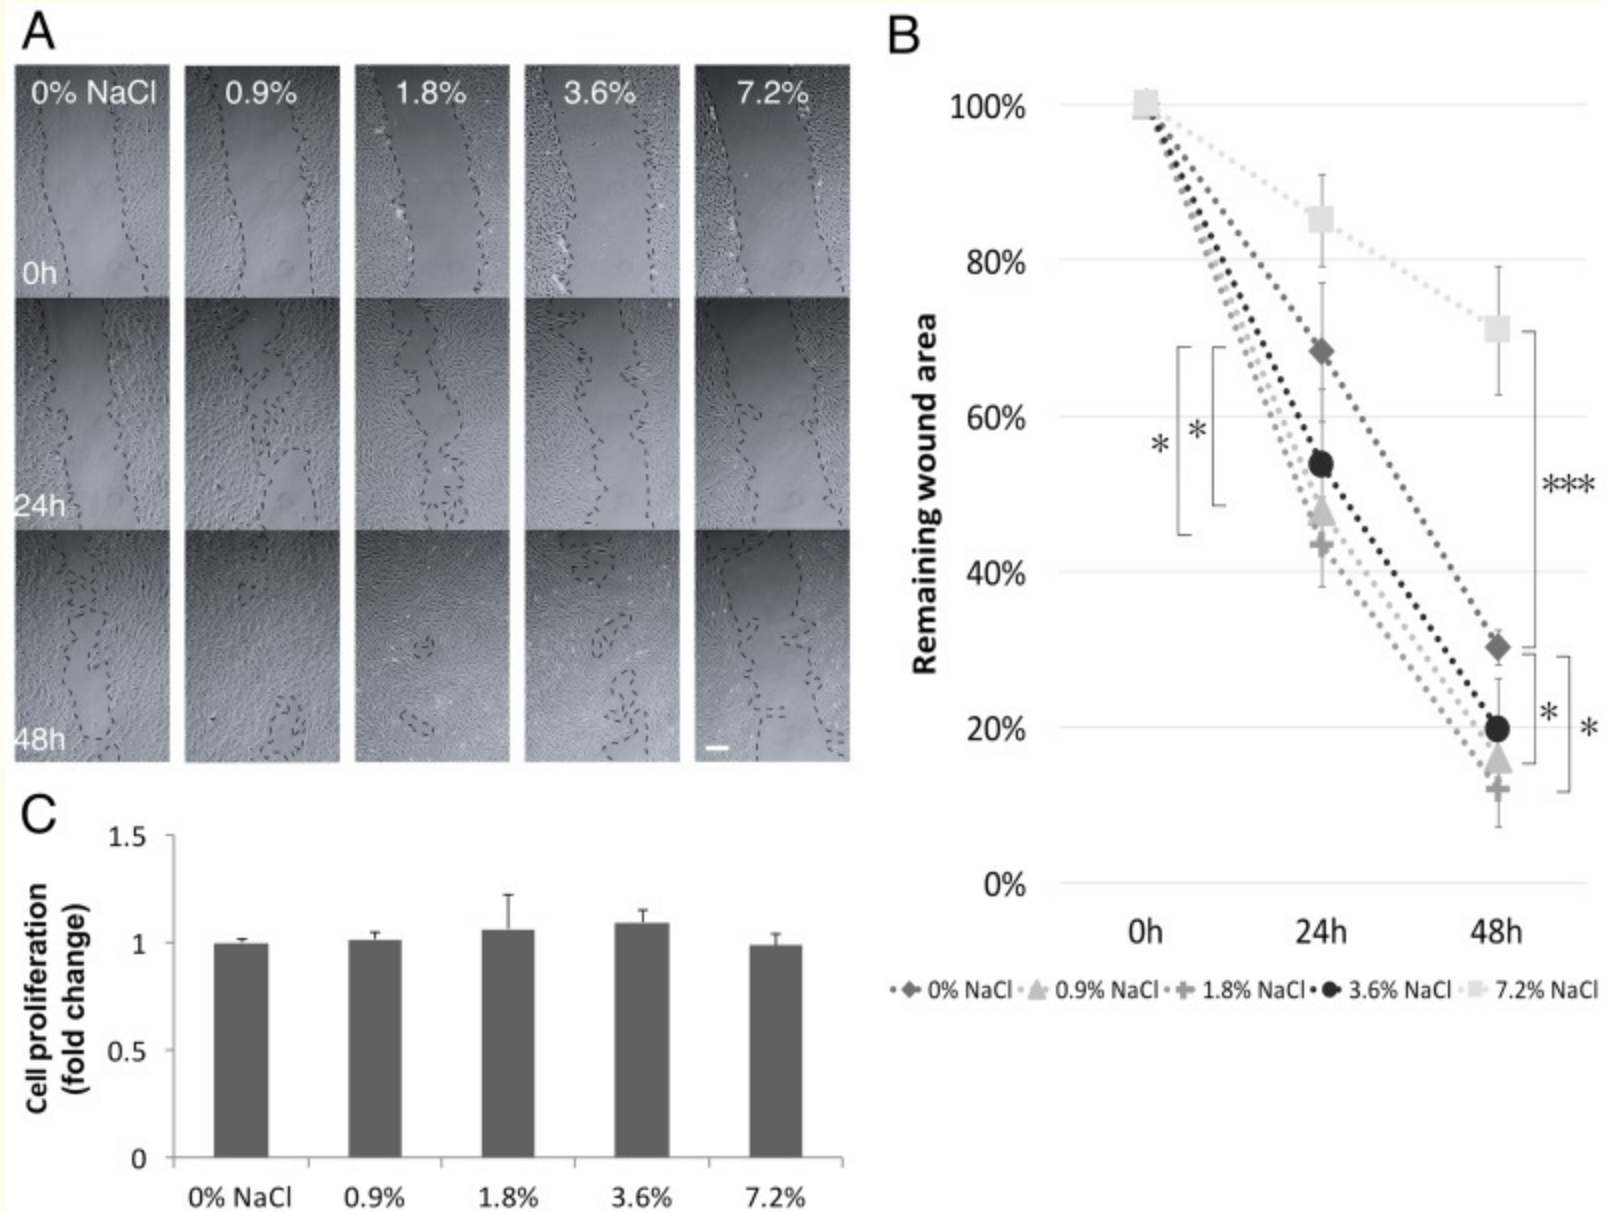 A
0% NaCl 0.9% 1.8% 3.6% 7.2%
0h
24h
48h
B
Remaining wound area
100%
80%
60%
40%
20%
0%
* *
***
* *
0h 24h 48h
0% NaCl 0.9% NaCl 1.8% NaCl 3.6% NaCl 7.2% NaCl
C
Cell proliferation
(fold change)
1.5
1
0.5
0
0% NaCl 0.9% 1.8% 3.6% 7.2%